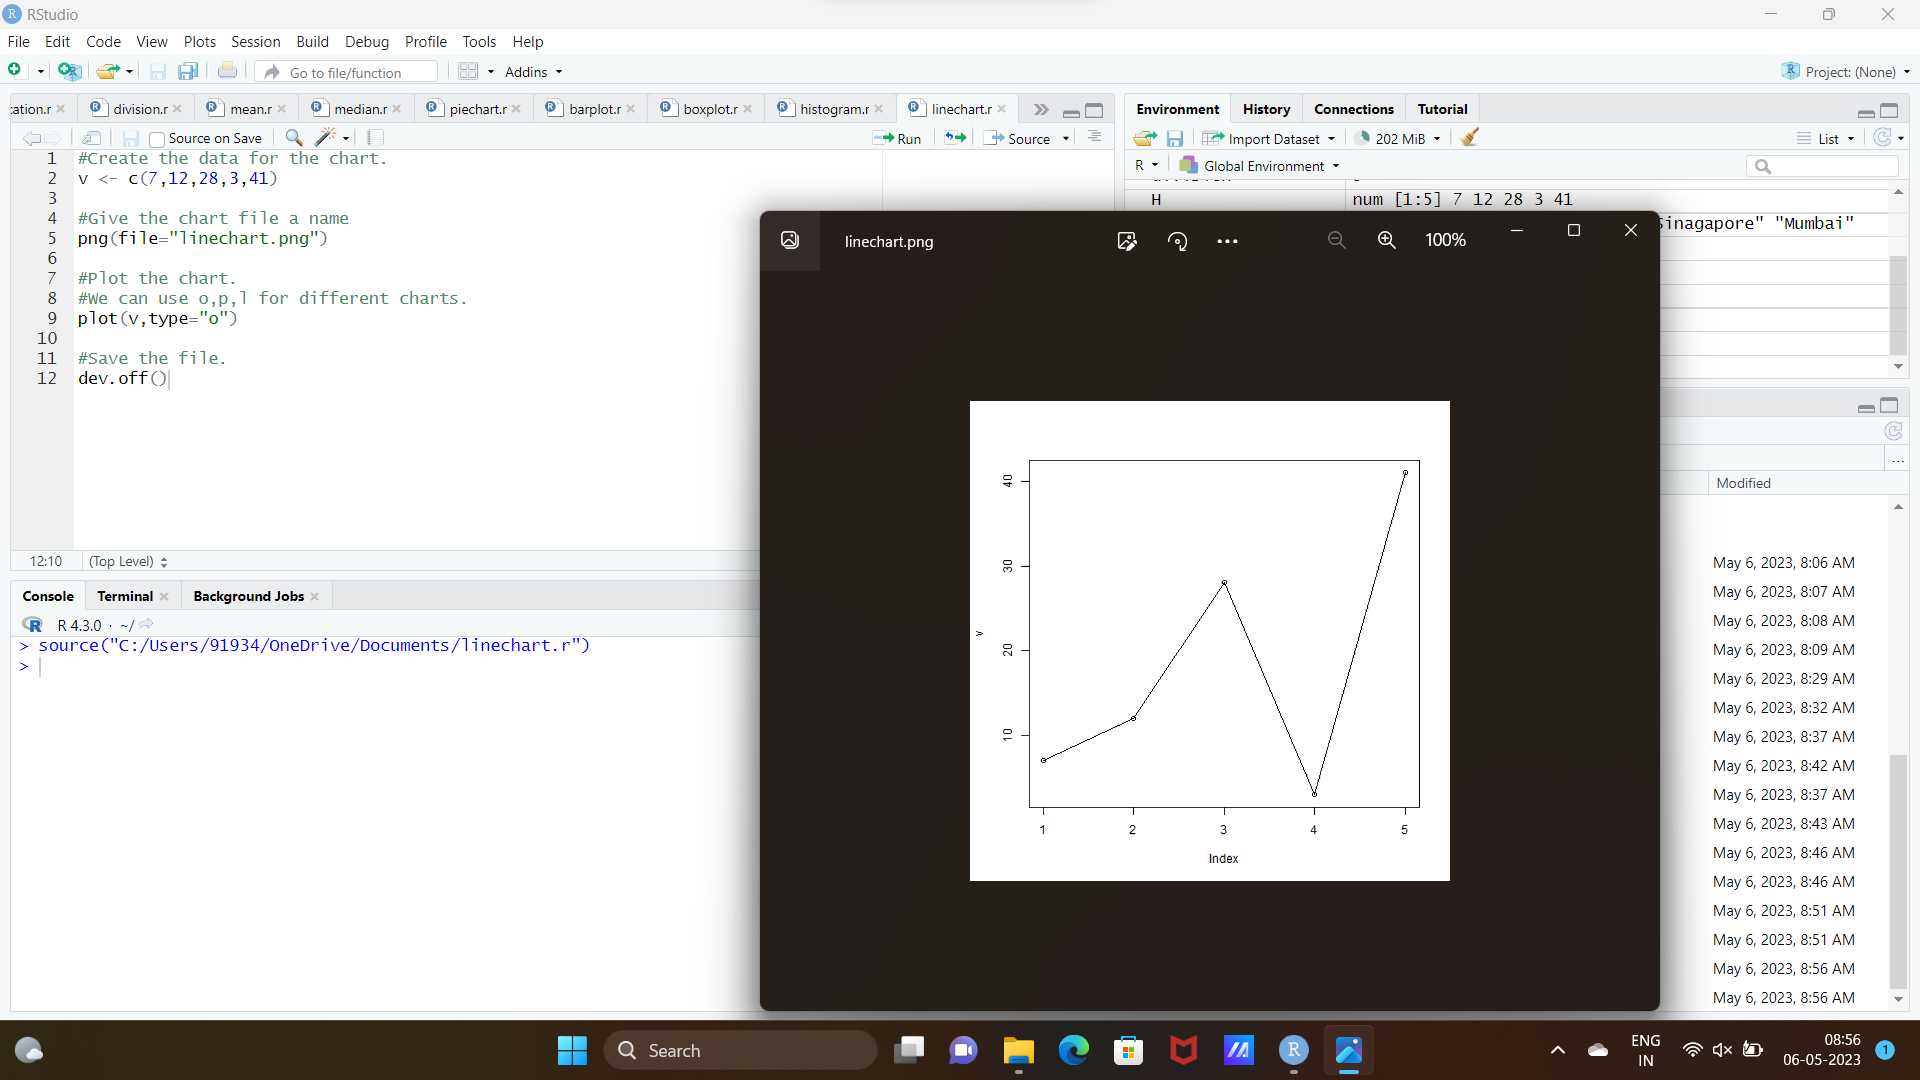 RStudio
File Edit Code View Plots Session Build Debug Profile Tools Help
Go to file/function Addins Project: (None)
cation.r division.r mean.r median.r piechart.r barplot.r boxplot.r histogram.r linechart.r
Source on Save Run Source
1 #Create the data for the chart.
2 v <- c(7,12,28,3,41)
3
4 #Give the chart file a name
5 png(file="linechart.png")
6
7 #Plot the chart.
8 #We can use o,p,l for different charts.
9 plot(v,type="o")
10
11 #Save the file.
12 dev.off()
12:10 (Top Level)
Console Terminal Background Jobs
R 4.3.0 · ~/
> source("C:/Users/91934/OneDrive/Documents/linechart.r")
>
Environment History Connections Tutorial
Import Dataset 202 MiB List
R Global Environment
H num [1:5] 7 12 28 3 41
Sinagapore" "Mumbai"
linechart.png 100%
40
30
20
10
v
1 2 3 4 5
Index
Modified
May 6, 2023, 8:06 AM
May 6, 2023, 8:07 AM
May 6, 2023, 8:08 AM
May 6, 2023, 8:09 AM
May 6, 2023, 8:29 AM
May 6, 2023, 8:32 AM
May 6, 2023, 8:37 AM
May 6, 2023, 8:42 AM
May 6, 2023, 8:37 AM
May 6, 2023, 8:43 AM
May 6, 2023, 8:46 AM
May 6, 2023, 8:46 AM
May 6, 2023, 8:51 AM
May 6, 2023, 8:51 AM
May 6, 2023, 8:56 AM
May 6, 2023, 8:56 AM
Search
ENG
IN
08:56
06-05-2023
1